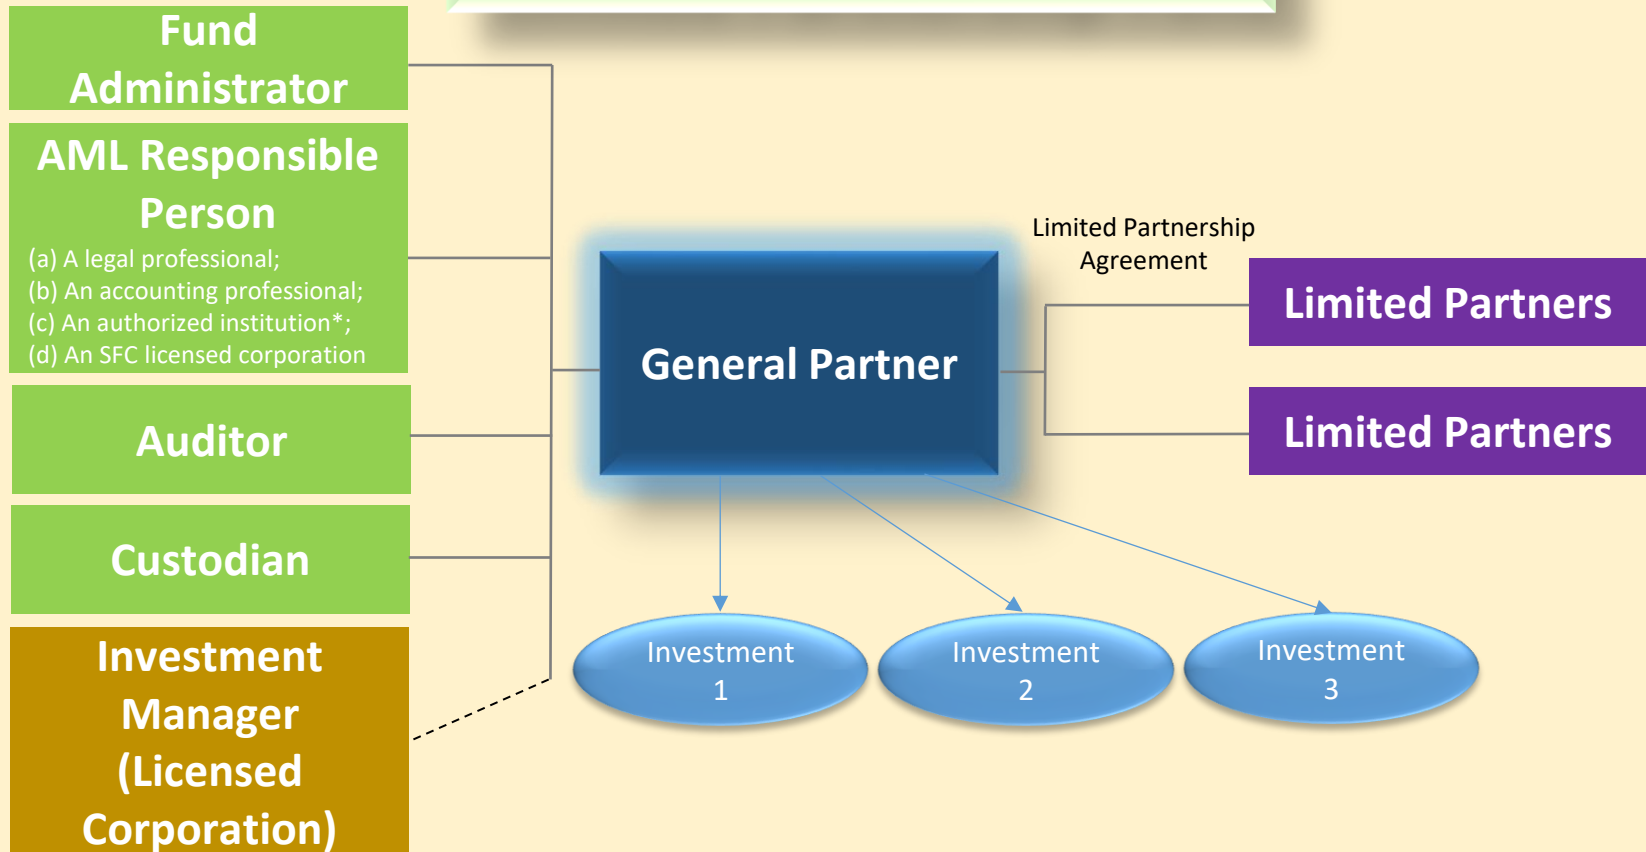 Fund
Administrator
AML Responsible
Person
(a) A legal professional;
(b) An accounting professional;
(c) An authorized institution*;
(d) An SFC licensed corporation
Auditor
Custodian
Investment
Manager
(Licensed
Corporation)
General Partner
Limited Partnership
Agreement
Limited Partners
Limited Partners
Investment
1
Investment
2
Investment
3